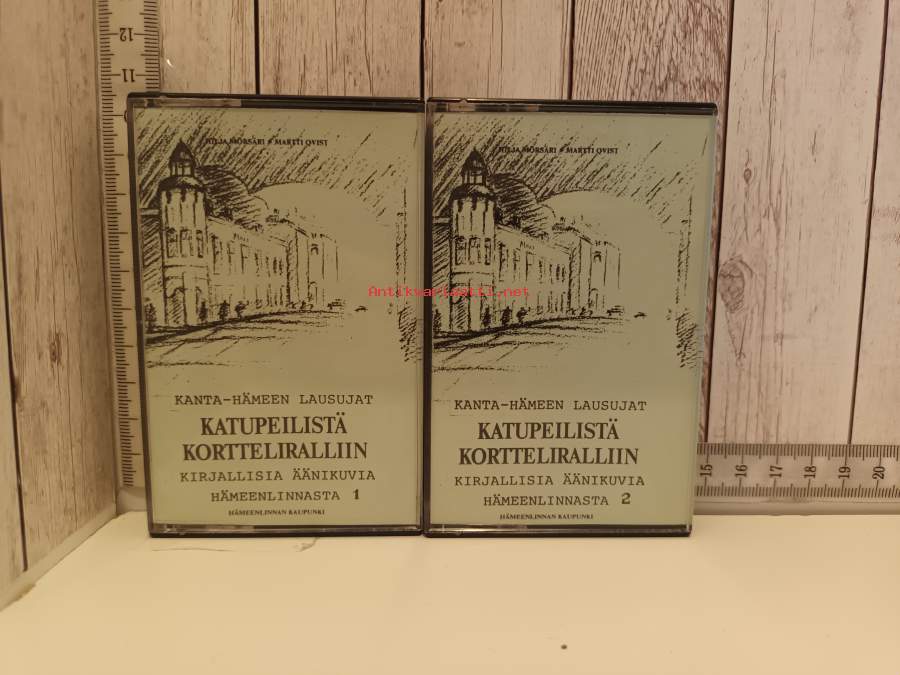 HILJA MÖRSÄRI * MARTTI QVIST
KANTA-HÄMEEN LAUSUJAT
KATUPEILISTÄ
KORTTELIRALLIIN
KIRJALLISIA ÄÄNIKUVIA
HÄMEENLINNASTA 1
HÄMEENLINNAN KAUPUNKI
HILJA MÖRSÄRI * MARTTI QVIST
KANTA-HÄMEEN LAUSUJAT
KATUPEILISTÄ
KORTTELIRALLIIN
KIRJALLISIA ÄÄNIKUVIA
HÄMEENLINNASTA 2
HÄMEENLINNAN KAUPUNKI
Antikvariaatti.net
12
11
15 16 17 18 19 20